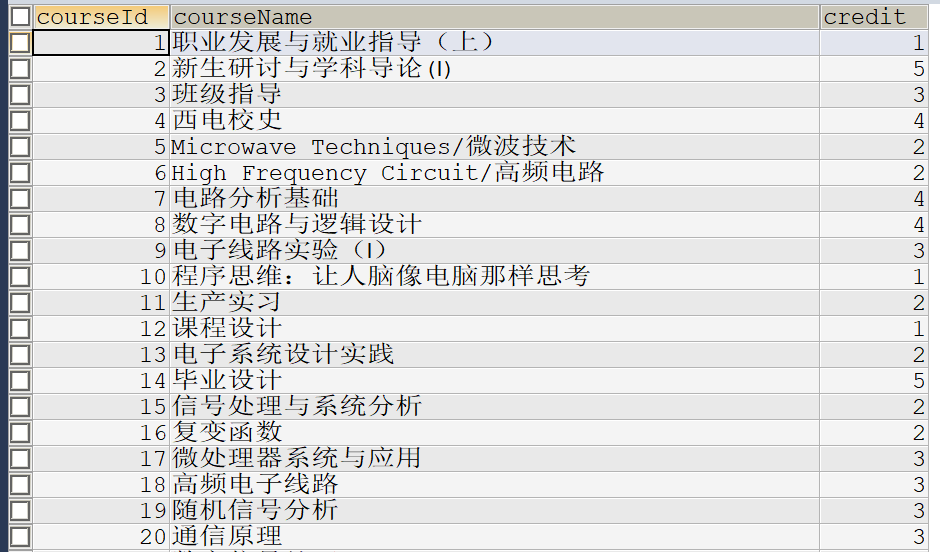 courseId courseName credit
1 职业发展与就业指导（上） 1
2 新生研讨与学科导论(I) 5
3 班级指导 3
4 西电校史 4
5 Microwave Techniques/微波技术 2
6 High Frequency Circuit/高频电路 2
7 电路分析基础 4
8 数字电路与逻辑设计 4
9 电子线路实验（I） 3
10 程序思维：让人脑像电脑那样思考 1
11 生产实习 2
12 课程设计 1
13 电子系统设计实践 2
14 毕业设计 5
15 信号处理与系统分析 2
16 复变函数 2
17 微处理器系统与应用 3
18 高频电子线路 3
19 随机信号分析 3
20 通信原理 3